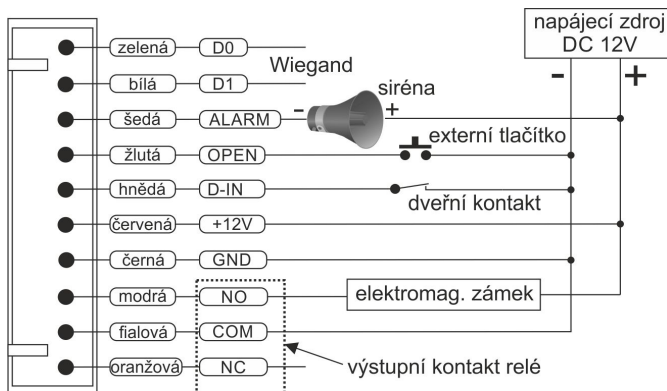 napájecí zdroj
DC 12V
- +
zelená D0
Wiegand
bílá D1
siréna
šedá ALARM - +
externí tlačítko
žlutá OPEN
hnědá D-IN
dveřní kontakt
červená +12V
černá GND
modrá NO elektromag. zámek
fialová COM
výstupní kontakt relé
oranžová NC